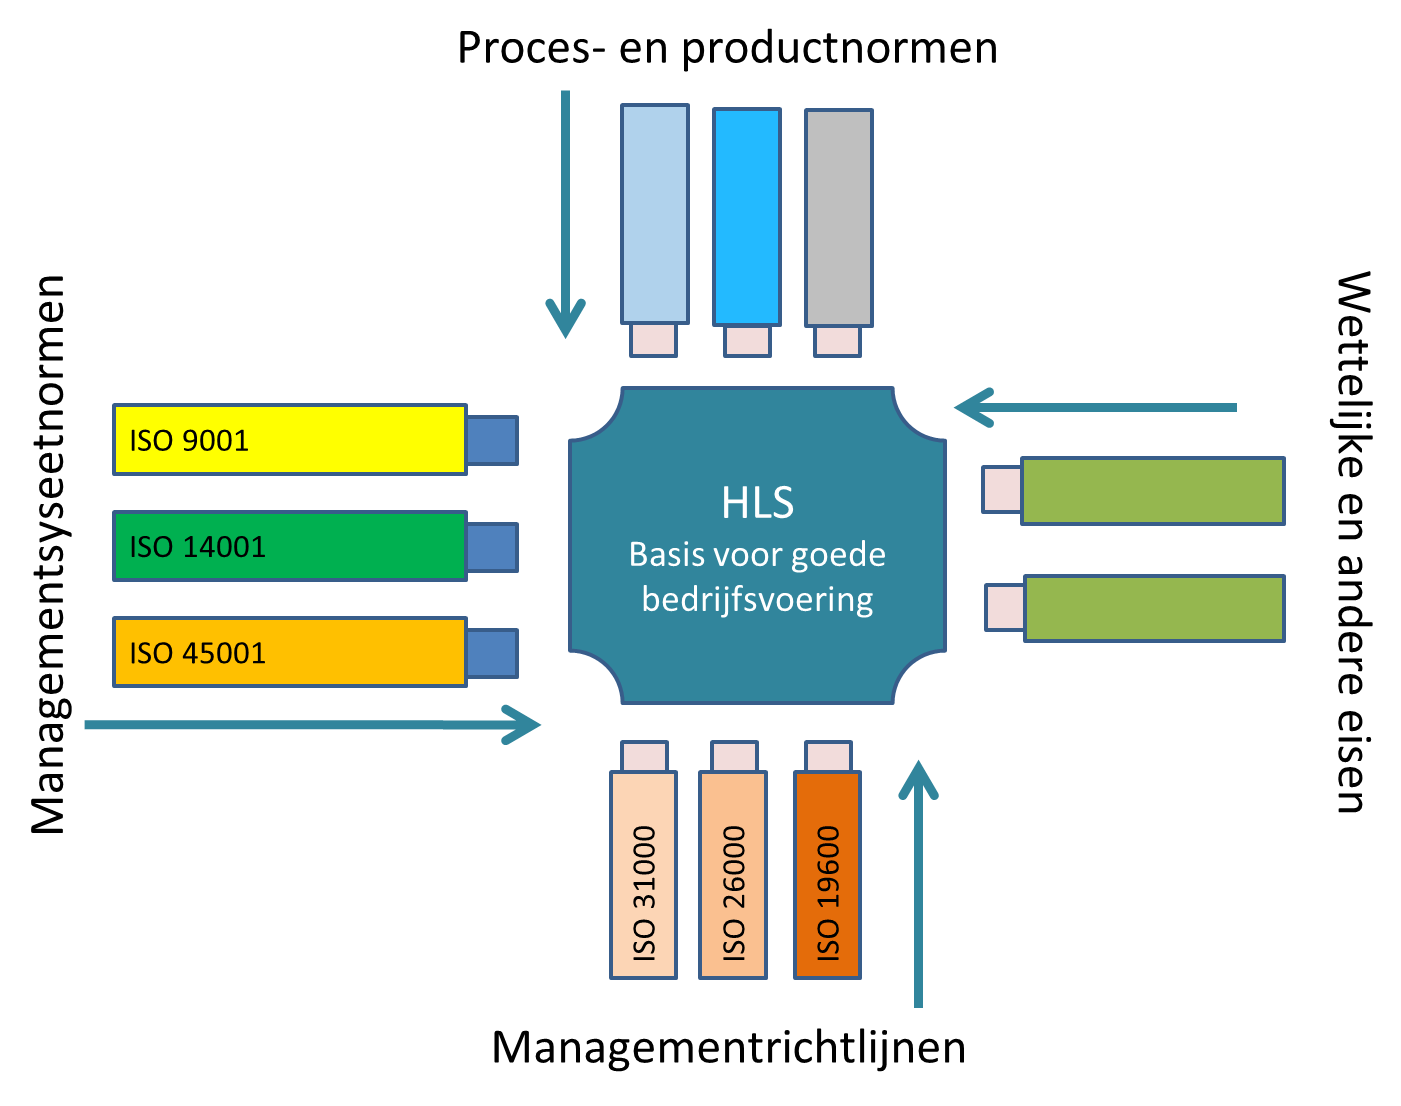 Proces- en productnormen
Managementsyseetnormen
ISO 9001
ISO 14001
ISO 45001
HLS
Basis voor goede
bedrijfsvoering
Wettelijke en andere eisen
ISO 31000
ISO 26000
ISO 19600
Managementrichtlijnen